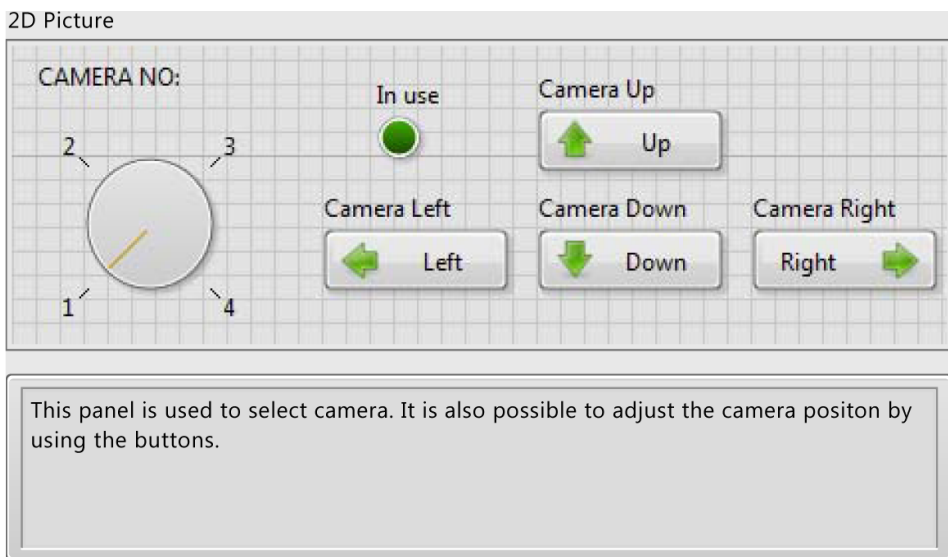 2D Picture
CAMERA NO:
In use
Camera Up
2
3
Up
Camera Left
Camera Down
Camera Right
Left
Down
Right
1
4
This panel is used to select camera. It is also possible to adjust the camera positon by
using the buttons.